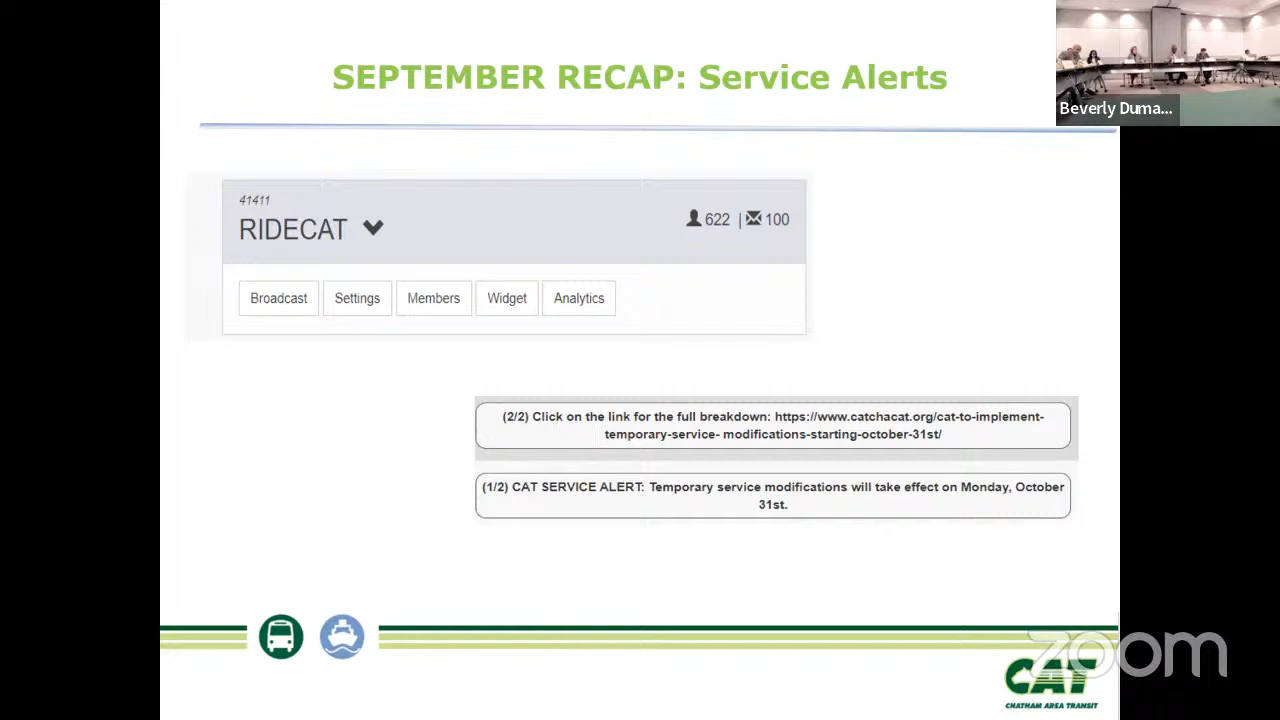 SEPTEMBER RECAP: Service Alerts
Beverly Duma...
41411
RIDECAT
622 | 100
Broadcast Settings Members Widget Analytics
(2/2) Click on the link for the full breakdown: https://www.catchacat.org/cat-to-implement-
temporary-service- modifications-starting-october-31st/
(1/2) CAT SERVICE ALERT: Temporary service modifications will take effect on Monday, October
31st.
zoom
CAT
CHATHAM AREA TRANSIT